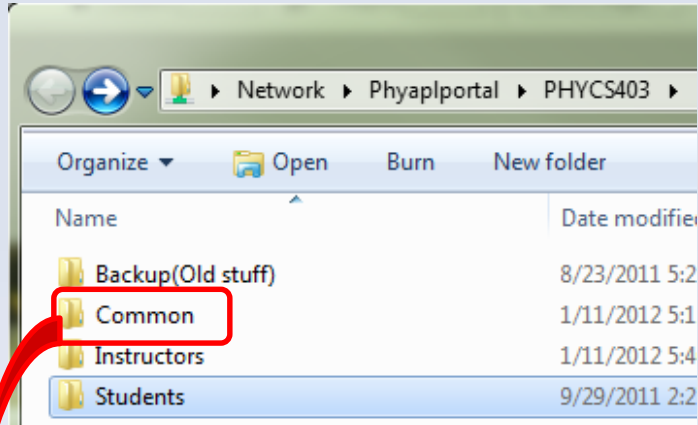 Network Phyaplportal PHYCS403
Organize Open Burn New folder
Name Date modifie
Backup(Old stuff) 8/23/2011 5:2
Common 1/11/2012 5:1
Instructors 1/11/2012 5:4
Students 9/29/2011 2:2